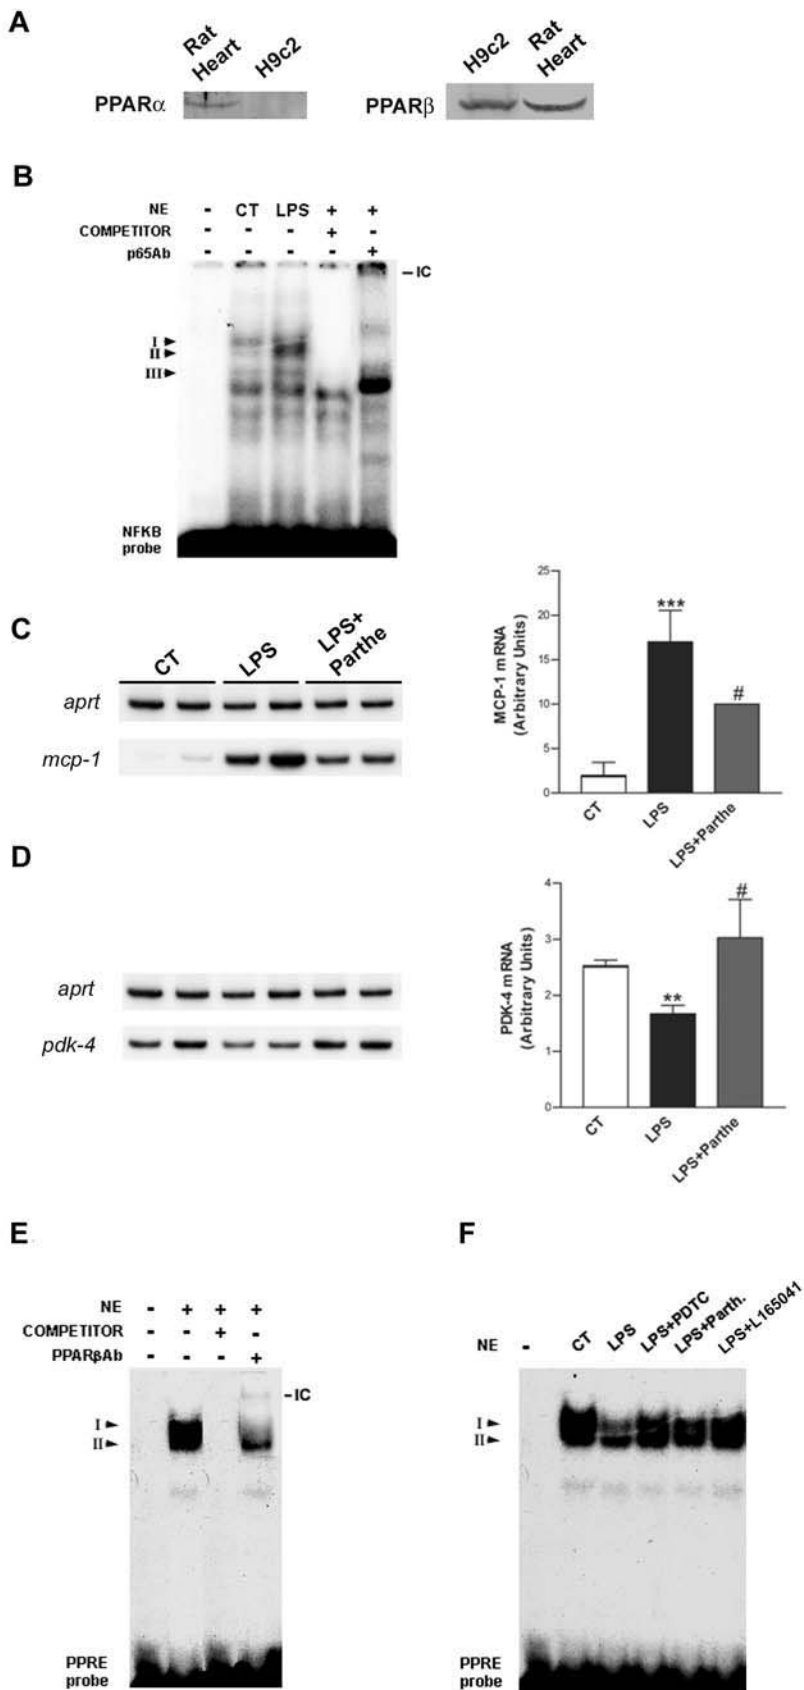 A
Rat Heart H9c2
PPARα
H9c2 Rat Heart
PPARβ
B
NE - CT LPS + +
COMPETITOR - - - + -
p65Ab - - - - +
IC
I
II
III
NFKB
probe
C
CT LPS LPS+ Parthe
aprt
mcp-1
MCP-1 mRNA
(Arbitrary Units)
25
20
15
10
5
0
***
#
CT LPS LPS+Parthe
D
aprt
pdk-4
PDK-4 mRNA
(Arbitrary Units)
4
3
2
1
0
**
#
CT LPS LPS+Parthe
E
NE - + + +
COMPETITOR - - + -
PPARβAb - - - +
-IC
I
II
PPRE
probe
F
NE - CT LPS LPS+PDTC LPS+Parth. LPS+L165041
I
II
PPRE
probe